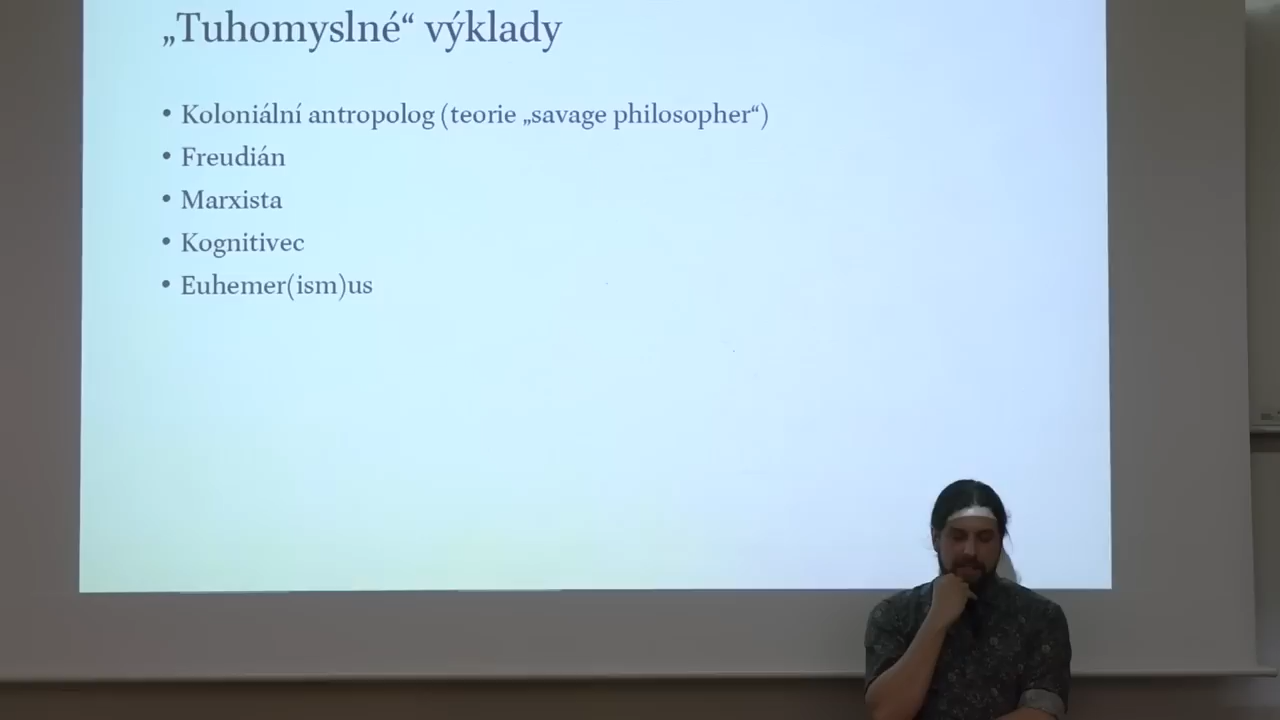 „Tuhomyslné“ výklady
• Koloniální antropolog (teorie „savage philosopher“)
• Freudián
• Marxista
• Kognitivec
• Euhemer(ism)us